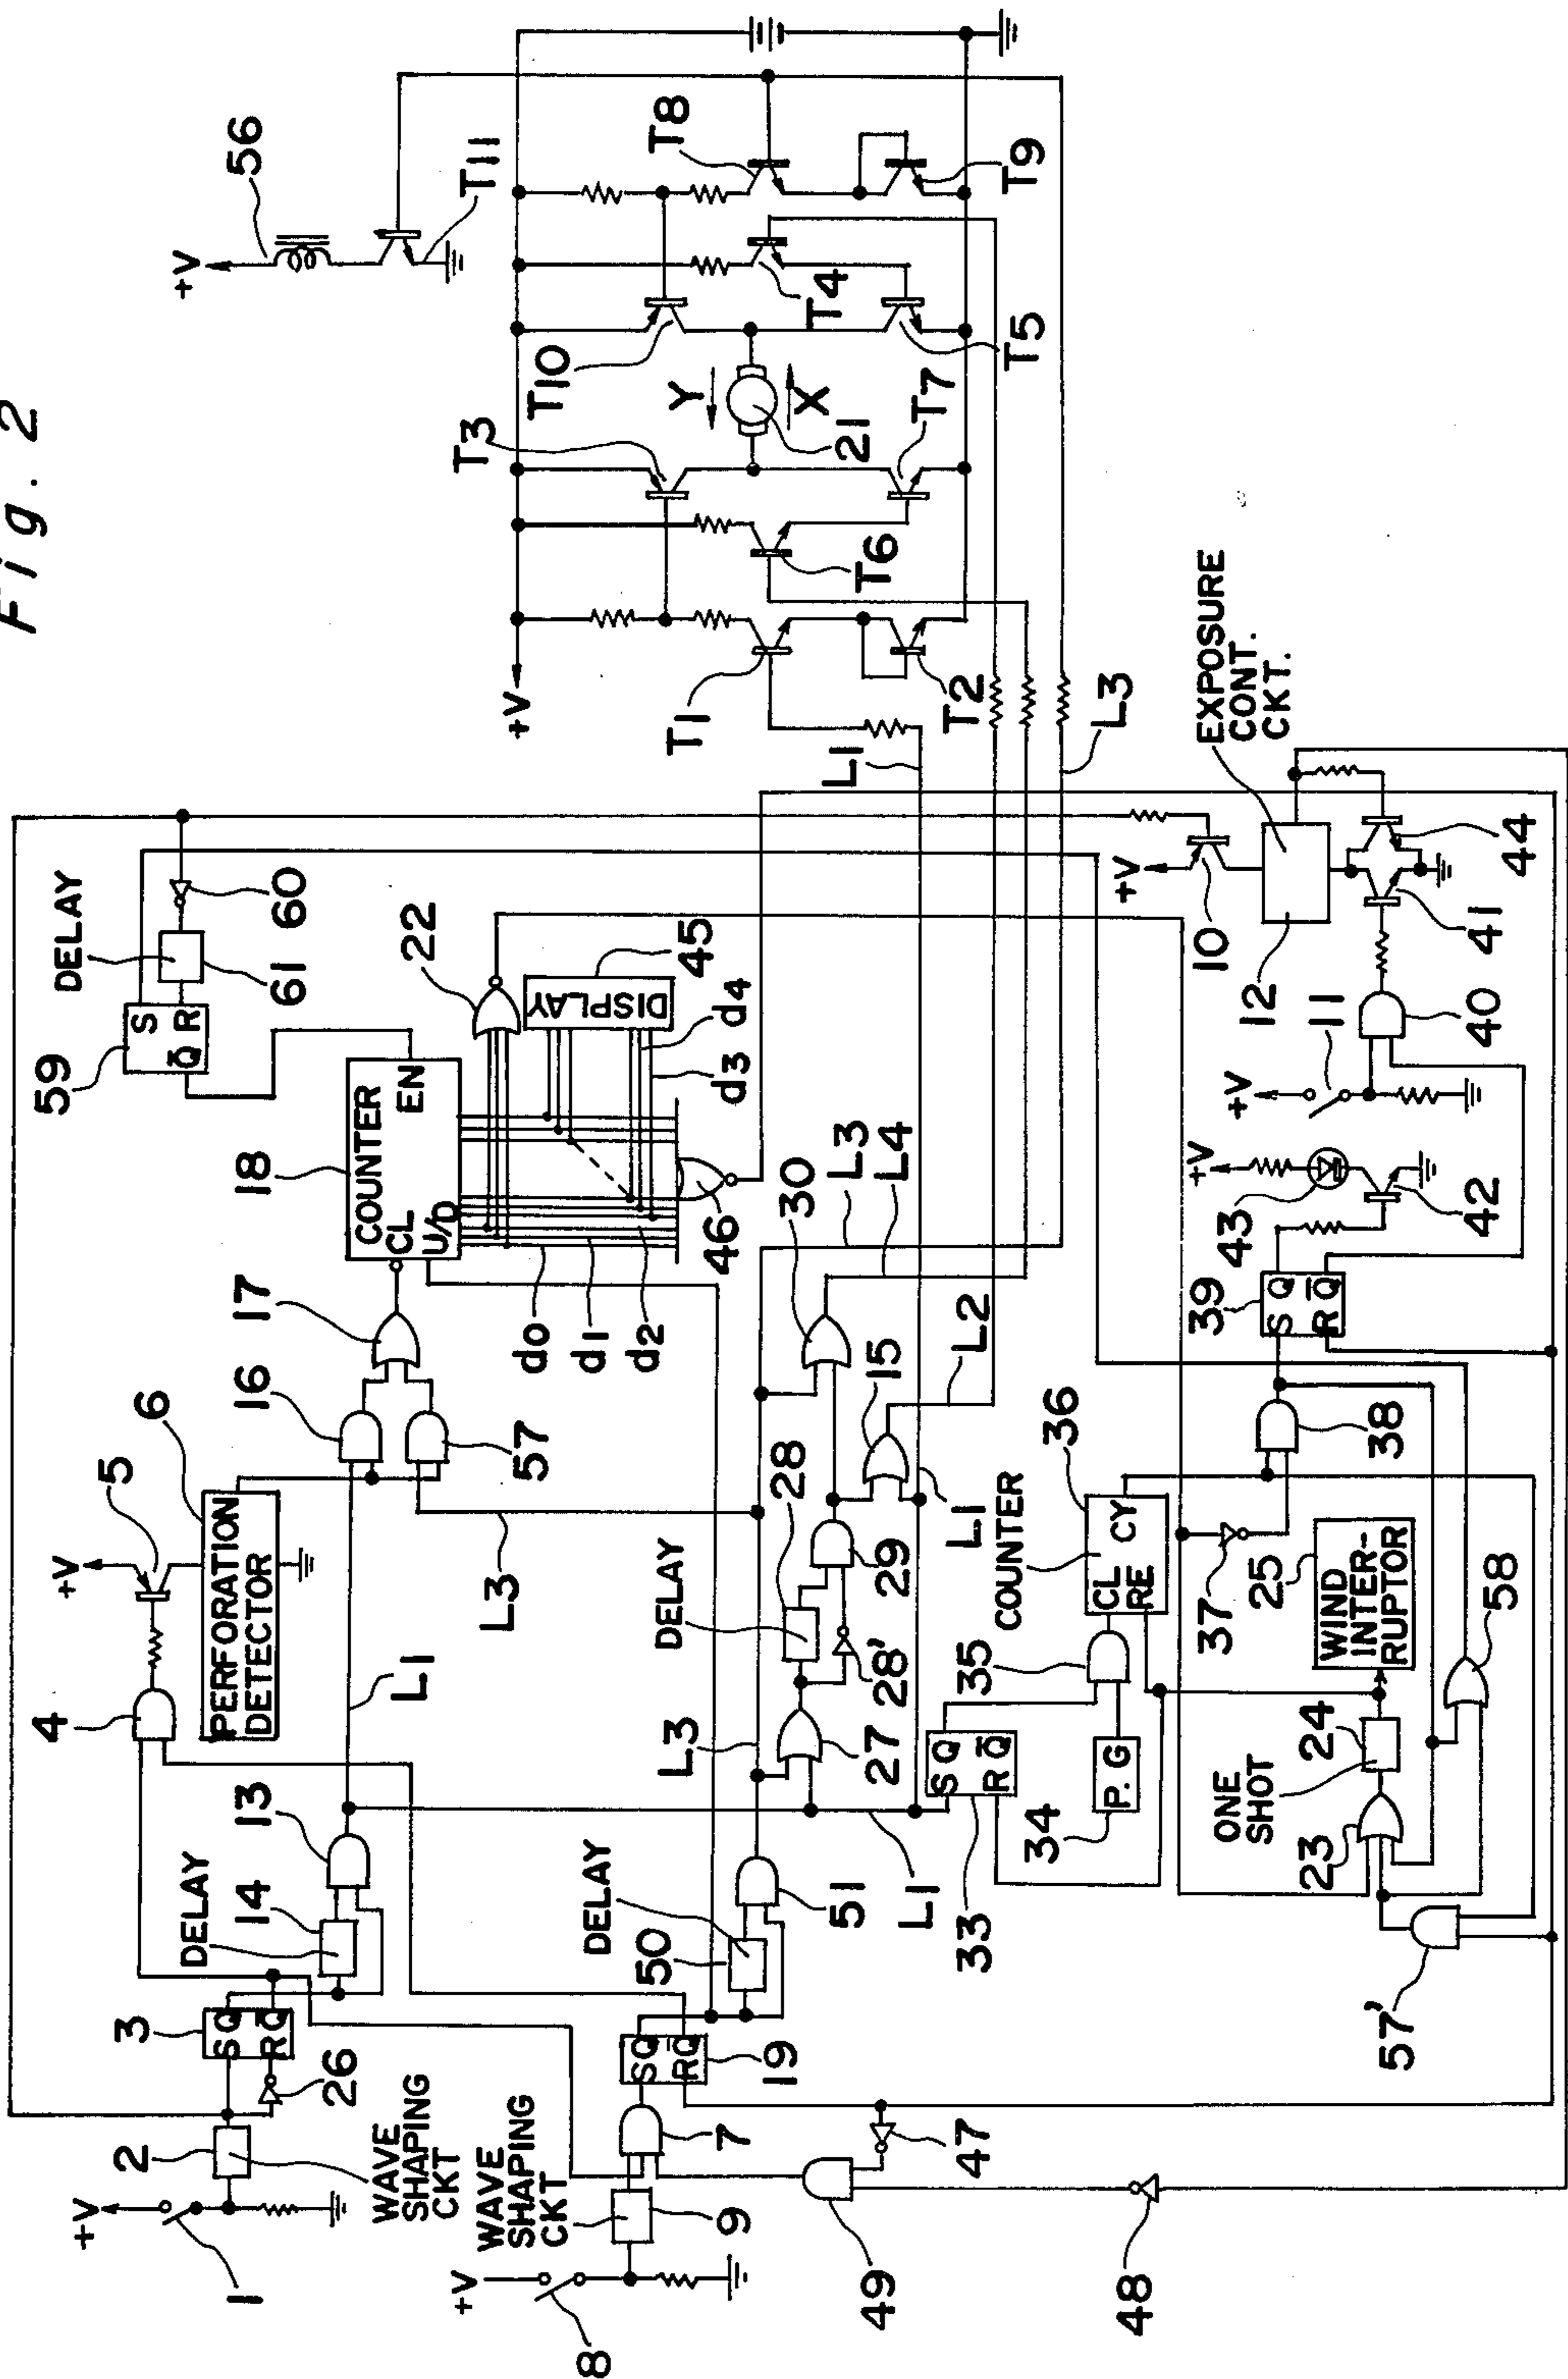 Fig. 2
+V
56
T11
T8
T9
T4
T10
T5
Y
X
21
T3
T7
T6
+V
T1
T2
L1
L3
EXPOSURE
CONT.
CKT.
+V
10
12
44
41
11
+V
40
+V
43
42
39
S Q
R Q̅
DELAY
60
61
59
S
R
Q̅
22
45
DISPLAY
d4
d3
18
COUNTER
CL
U/D
EN
46
d0
d1
d2
17
16
57
6
5
+V
PERFORATION
DETECTOR
4
L1
L3
30
L3
L4
15
L2
28
DELAY
29
28'
27
L3
L1
36
COUNTER
CL
RE
CY
38
37
35
25
WIND
INTER-
RUPTOR
58
24
ONE
SHOT
23
P. G
34
S Q
R Q̅
33
L1
57'
13
14
DELAY
51
DELAY
50
3
S Q
R Q̅
26
19
S Q
R Q̅
2
WAVE
SHAPING
CKT
+V
1
WAVE
SHAPING
CKT
9
7
47
+V
8
49
48